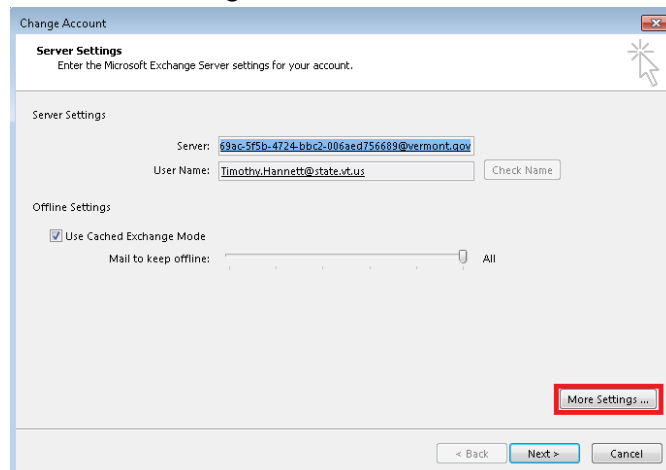 Change Account
Server Settings
Enter the Microsoft Exchange Server settings for your account.
Server Settings
Server: 69ac-5f5b-4724-bbc2-006aed756689@vermont.gov
User Name: Timothy.Hannett@state.vt.us Check Name
Offline Settings
Use Cached Exchange Mode
Mail to keep offline: All
More Settings ...
< Back Next > Cancel